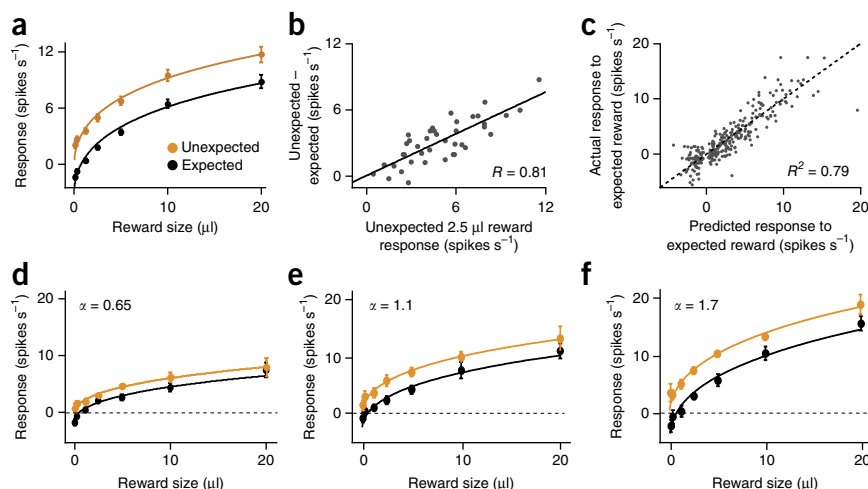 a
Response (spikes s⁻¹)
12
6
0
Unexpected
Expected
0
10
20
Reward size (µl)
b
Unexpected –
expected (spikes s⁻¹)
12
6
0
R = 0.81
0
6
12
Unexpected 2.5 µl reward
response (spikes s⁻¹)
c
Actual response to
expected reward (spikes s⁻¹)
20
10
0
R² = 0.79
0
10
20
Predicted response to
expected reward (spikes s⁻¹)
d
Response (spikes s⁻¹)
20
10
0
α = 0.65
0
10
20
Reward size (µl)
e
Response (spikes s⁻¹)
20
10
0
α = 1.1
0
10
20
Reward size (µl)
f
Response (spikes s⁻¹)
20
10
0
α = 1.7
0
10
20
Reward size (µl)